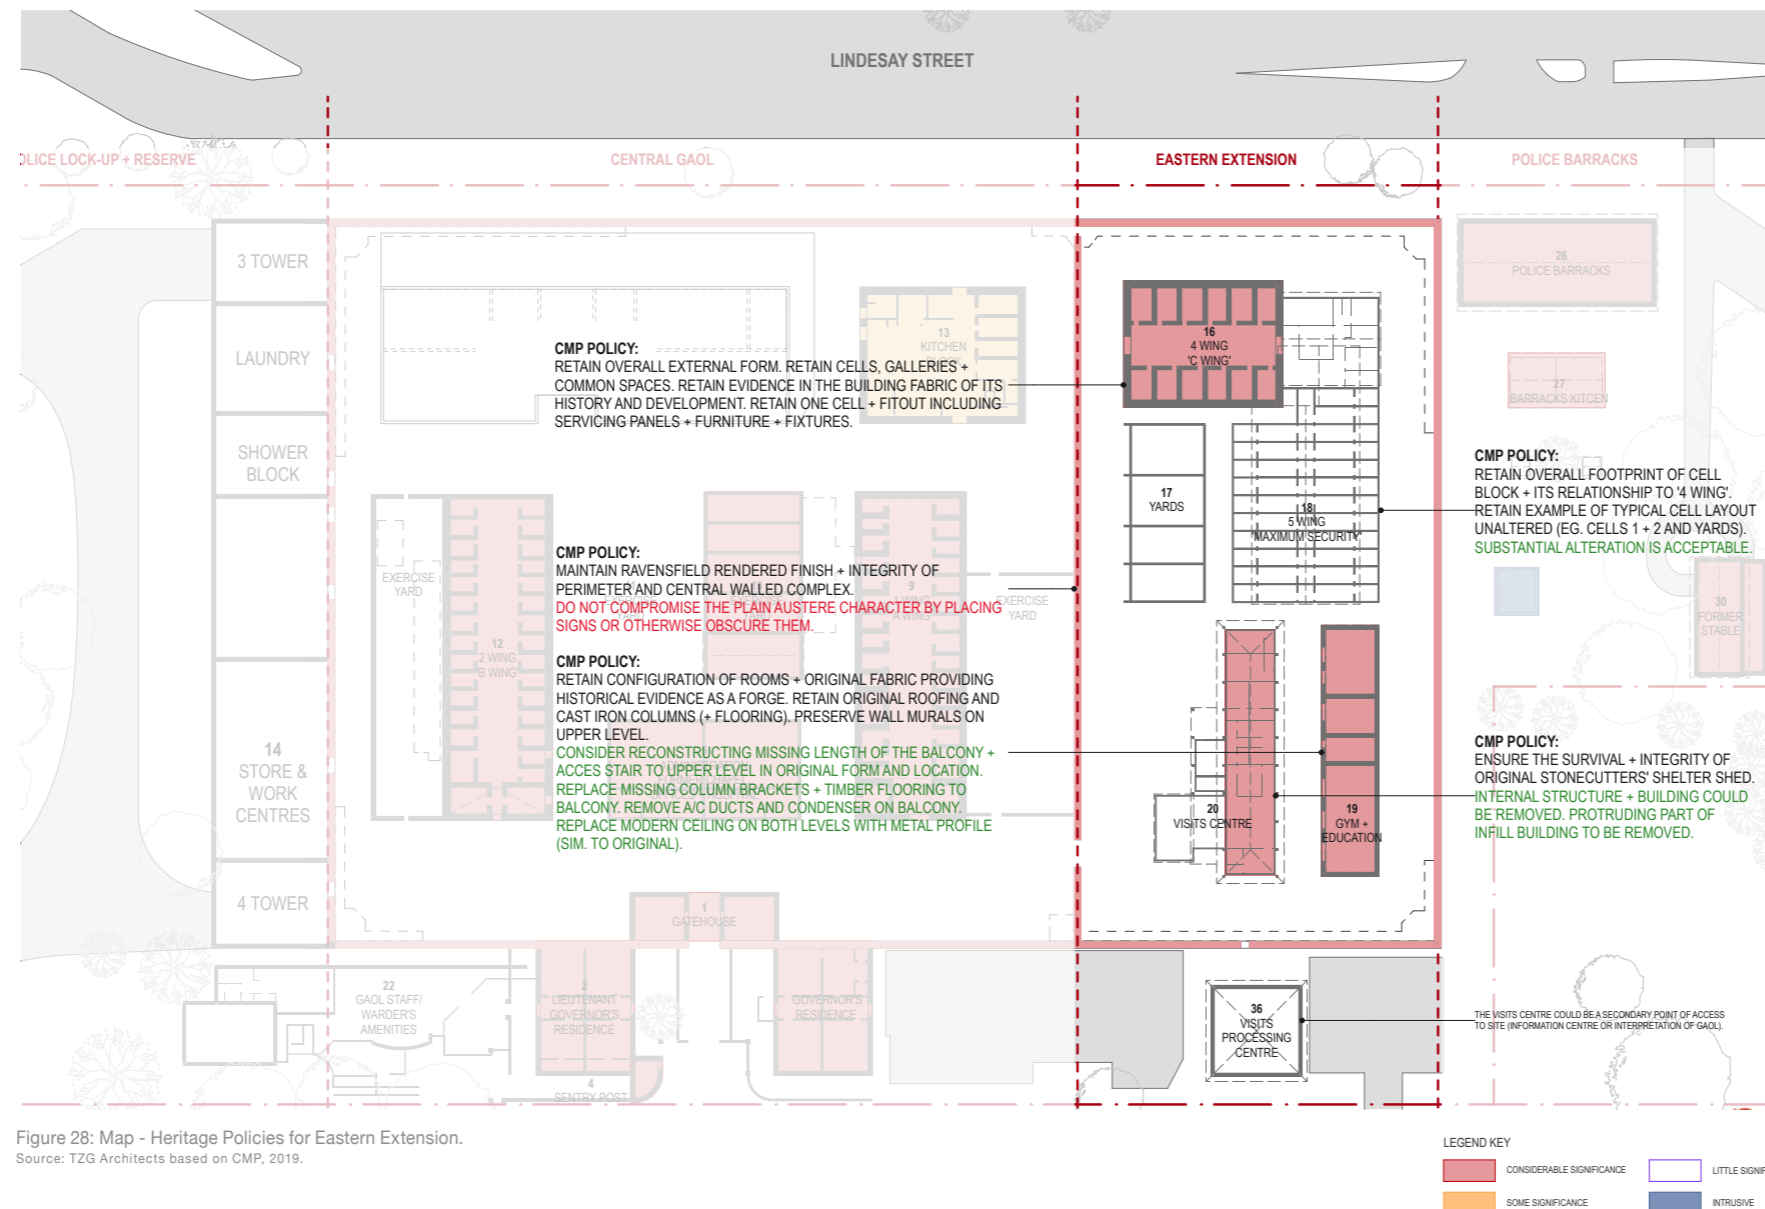 LINDESAY STREET
OLICE LOCK-UP + RESERVE
CENTRAL GAOL
EASTERN EXTENSION
POLICE BARRACKS
3 TOWER
LAUNDRY
SHOWER
BLOCK
14
STORE &
WORK
CENTRES
4 TOWER
13
KITCHEN
26
POLICE BARRACKS
27
BARRACKS KITCEN
30
FORMER
STABLE
16
4 WING
'C WING'
17
YARDS
18
5 WING
'MAXIMUM SECURITY'
CMP POLICY:
RETAIN OVERALL EXTERNAL FORM. RETAIN CELLS, GALLERIES +
COMMON SPACES. RETAIN EVIDENCE IN THE BUILDING FABRIC OF ITS
HISTORY AND DEVELOPMENT. RETAIN ONE CELL + FITOUT INCLUDING
SERVICING PANELS + FURNITURE + FIXTURES.
CMP POLICY:
RETAIN OVERALL FOOTPRINT OF CELL
BLOCK + ITS RELATIONSHIP TO '4 WING'.
RETAIN EXAMPLE OF TYPICAL CELL LAYOUT
UNALTERED (EG. CELLS 1 + 2 AND YARDS).
SUBSTANTIAL ALTERATION IS ACCEPTABLE.
EXERCISE
YARD
12
2 WING
'B WING'
9
'A WING'
EXERCISE
YARD
CMP POLICY:
MAINTAIN RAVENSFIELD RENDERED FINISH + INTEGRITY OF
PERIMETER AND CENTRAL WALLED COMPLEX.
DO NOT COMPROMISE THE PLAIN AUSTERE CHARACTER BY PLACING
SIGNS OR OTHERWISE OBSCURE THEM.
CMP POLICY:
RETAIN CONFIGURATION OF ROOMS + ORIGINAL FABRIC PROVIDING
HISTORICAL EVIDENCE AS A FORGE. RETAIN ORIGINAL ROOFING AND
CAST IRON COLUMNS (+ FLOORING). PRESERVE WALL MURALS ON
UPPER LEVEL.
CONSIDER RECONSTRUCTING MISSING LENGTH OF THE BALCONY +
ACCES STAIR TO UPPER LEVEL IN ORIGINAL FORM AND LOCATION.
REPLACE MISSING COLUMN BRACKETS + TIMBER FLOORING TO
BALCONY. REMOVE A/C DUCTS AND CONDENSER ON BALCONY.
REPLACE MODERN CEILING ON BOTH LEVELS WITH METAL PROFILE
(SIM. TO ORIGINAL).
CMP POLICY:
ENSURE THE SURVIVAL + INTEGRITY OF
ORIGINAL STONECUTTERS' SHELTER SHED.
INTERNAL STRUCTURE + BUILDING COULD
BE REMOVED. PROTRUDING PART OF
INFILL BUILDING TO BE REMOVED.
20
VISITS CENTRE
19
GYM +
EDUCATION
1
GATEHOUSE
22
GAOL STAFF/
WARDER'S
AMENITIES
2
LIEUTENANT
GOVERNOR'S
RESIDENCE
GOVERNOR'S
RESIDENCE
4
SENTRY POST
36
VISITS
PROCESSING
CENTRE
THE VISITS CENTRE COULD BE A SECONDARY POINT OF ACCESS
TO SITE (INFORMATION CENTRE OR INTERPRETATION OF GAOL).
Figure 28: Map - Heritage Policies for Eastern Extension.
Source: TZG Architects based on CMP, 2019.
LEGEND KEY
CONSIDERABLE SIGNIFICANCE
LITTLE SIGNIF
SOME SIGNIFICANCE
INTRUSIVE